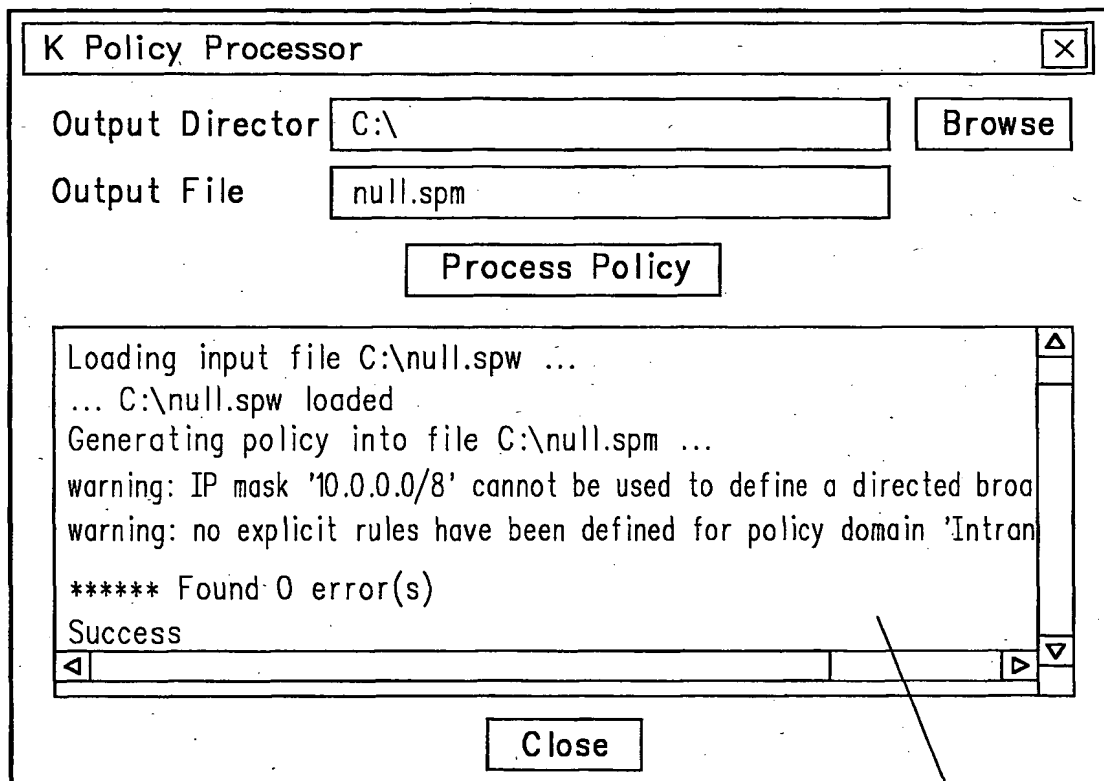 K Policy Processor
Output Director C:\ Browse
Output File null.spm
Process Policy
Loading input file C:\null.spw ...
... C:\null.spw loaded
Generating policy into file C:\null.spm ...
warning: IP mask '10.0.0.0/8' cannot be used to define a directed broa
warning: no explicit rules have been defined for policy domain 'Intran
****** Found 0 error(s)
Success
Close